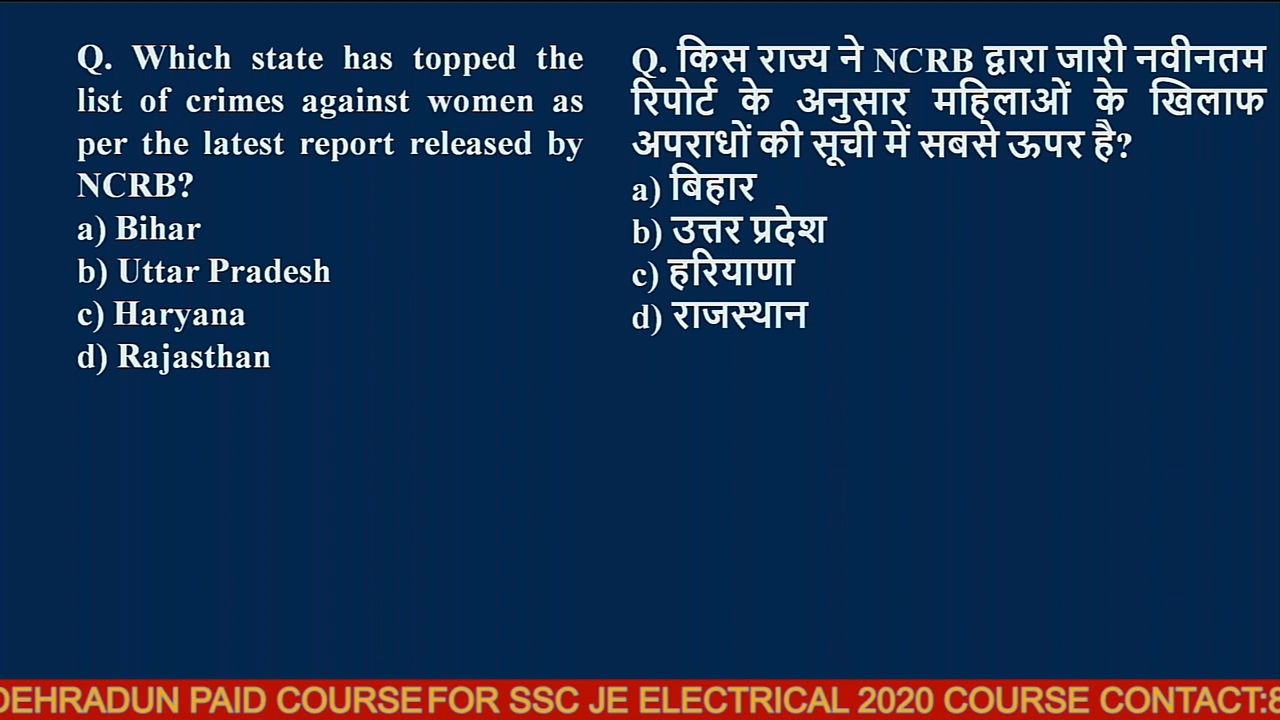 Q. Which state has topped the
list of crimes against women as
per the latest report released by
NCRB?
a) Bihar
b) Uttar Pradesh
c) Haryana
d) Rajasthan
Q. किस राज्य ने NCRB द्वारा जारी नवीनतम
रिपोर्ट के अनुसार महिलाओं के खिलाफ
अपराधों की सूची में सबसे ऊपर है?
a) बिहार
b) उत्तर प्रदेश
c) हरियाणा
d) राजस्थान
DEHRADUN PAID COURSE FOR SSC JE ELECTRICAL 2020 COURSE CONTACT:8